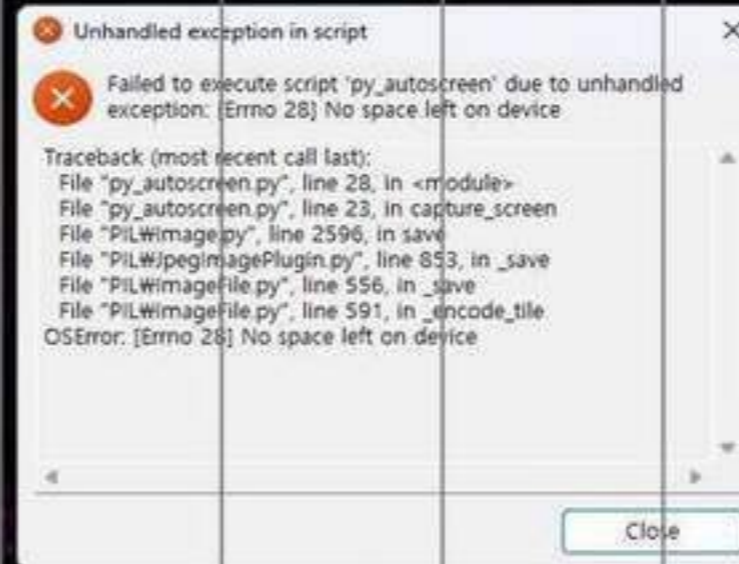 Unhandled exception in script
Failed to execute script 'py_autoscreen' due to unhandled
exception: [Errno 28] No space left on device
Traceback (most recent call last):
File "py_autoscreen.py", line 28, in <module>
File "py_autoscreen.py", line 23, in capture_screen
File "PIL₩Image.py", line 2596, in save
File "PIL₩JpegImagePlugin.py", line 853, in _save
File "PIL₩ImageFile.py", line 556, in _save
File "PIL₩ImageFile.py", line 591, in _encode_tile
OSError: [Errno 28] No space left on device
Close